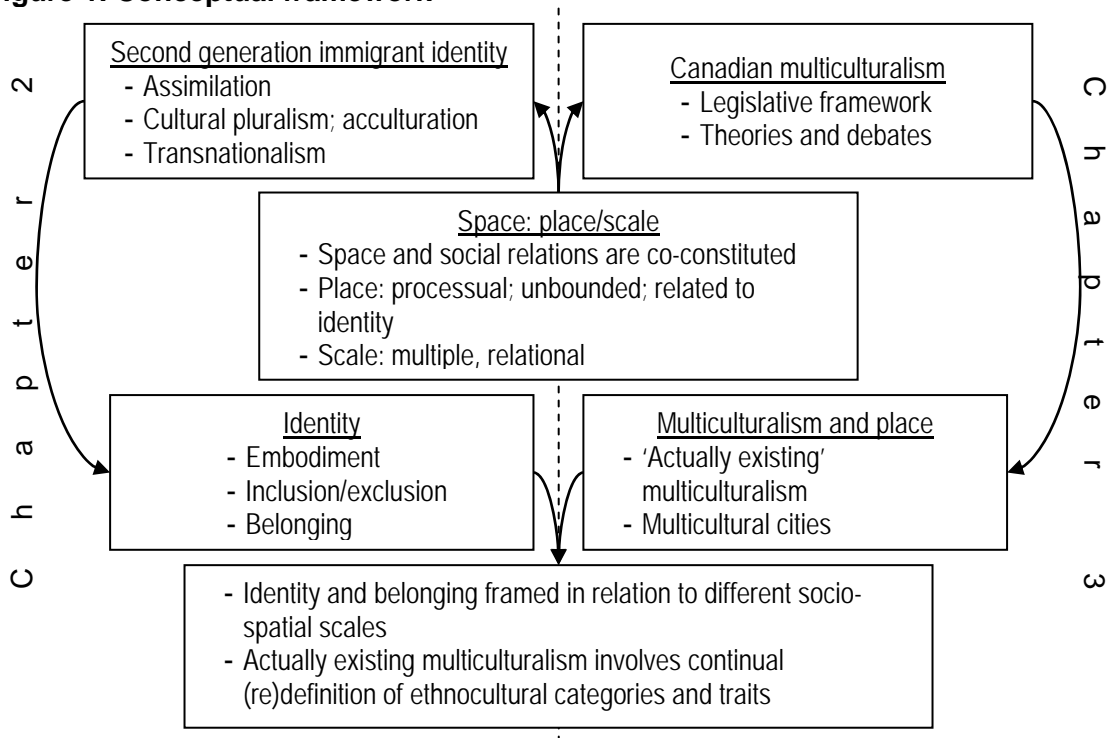 Figure 1: Conceptual framework
Second generation immigrant identity
- Assimilation
- Cultural pluralism; acculturation
- Transnationalism
Canadian multiculturalism
- Legislative framework
- Theories and debates
Space: place/scale
- Space and social relations are co-constituted
- Place: processual; unbounded; related to
identity
- Scale: multiple, relational
Identity
- Embodiment
- Inclusion/exclusion
- Belonging
Multiculturalism and place
- ‘Actually existing’
multiculturalism
- Multicultural cities
- Identity and belonging framed in relation to different socio-
spatial scales
- Actually existing multiculturalism involves continual
(re)definition of ethnocultural categories and traits
Chapter 2
Chapter 3